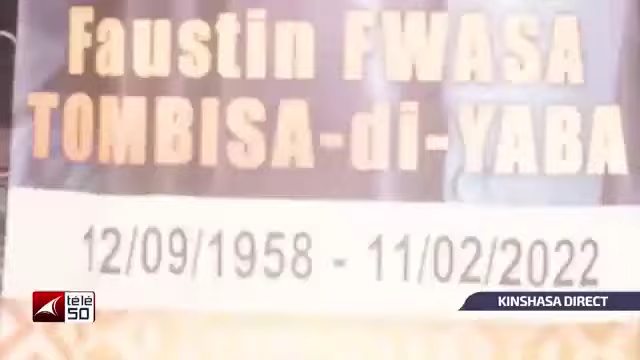 Faustin FWASA
TOMBISA-di-YABA
12/09/1958 - 11/02/2022
KINSHASA DIRECT
télé
50